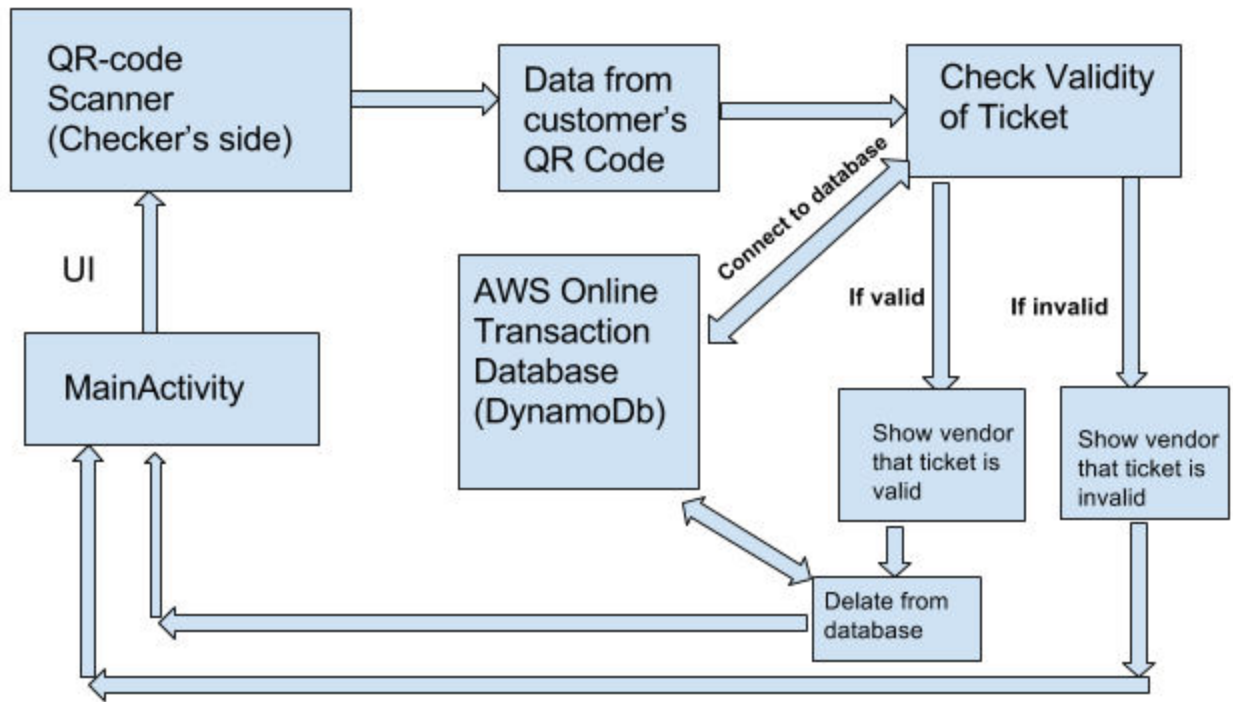 QR-code
Scanner
(Checker's side)
Data from
customer's
QR Code
Check Validity
of Ticket
Connect to database
UI
AWS Online
Transaction
Database
(DynamoDb)
If valid
If invalid
MainActivity
Show vendor
that ticket is
valid
Show vendor
that ticket is
invalid
Delate from
database